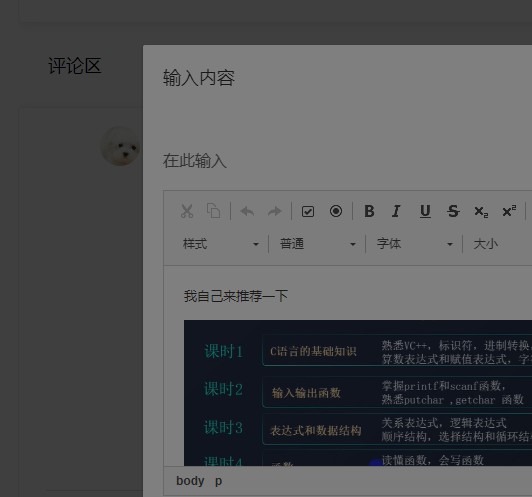 评论区
输入内容
在此输入
B I U S x₂ x²
样式 普通 字体 大小
我自己来推荐一下
课时1 C语言的基础知识 熟悉VC++，标识符，进制转换
算数表达式和赋值表达式，字
课时2 输入输出函数 掌握printf和scanf函数，
熟悉putchar ,getchar 函数
课时3 表达式和数据结构 关系表达式，逻辑表达式
顺序结构，选择结构和循环结
课时4 函数 读懂函数，会写函数
body p